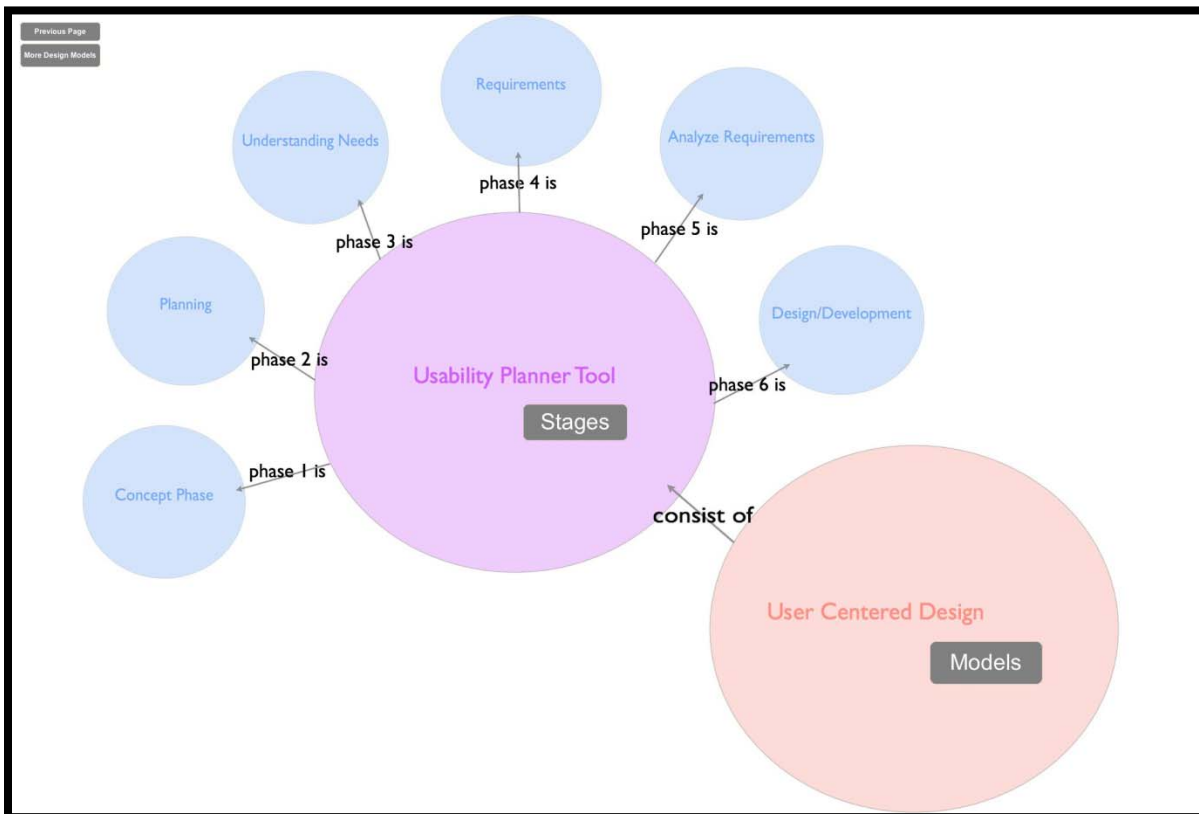 Previous Page
More Design Models
Requirements
Understanding Needs
Analyze Requirements
phase 4 is
phase 3 is
phase 5 is
Planning
Design/Development
phase 2 is
Usability Planner Tool
phase 6 is
Stages
phase 1 is
Concept Phase
consist of
User Centered Design
Models